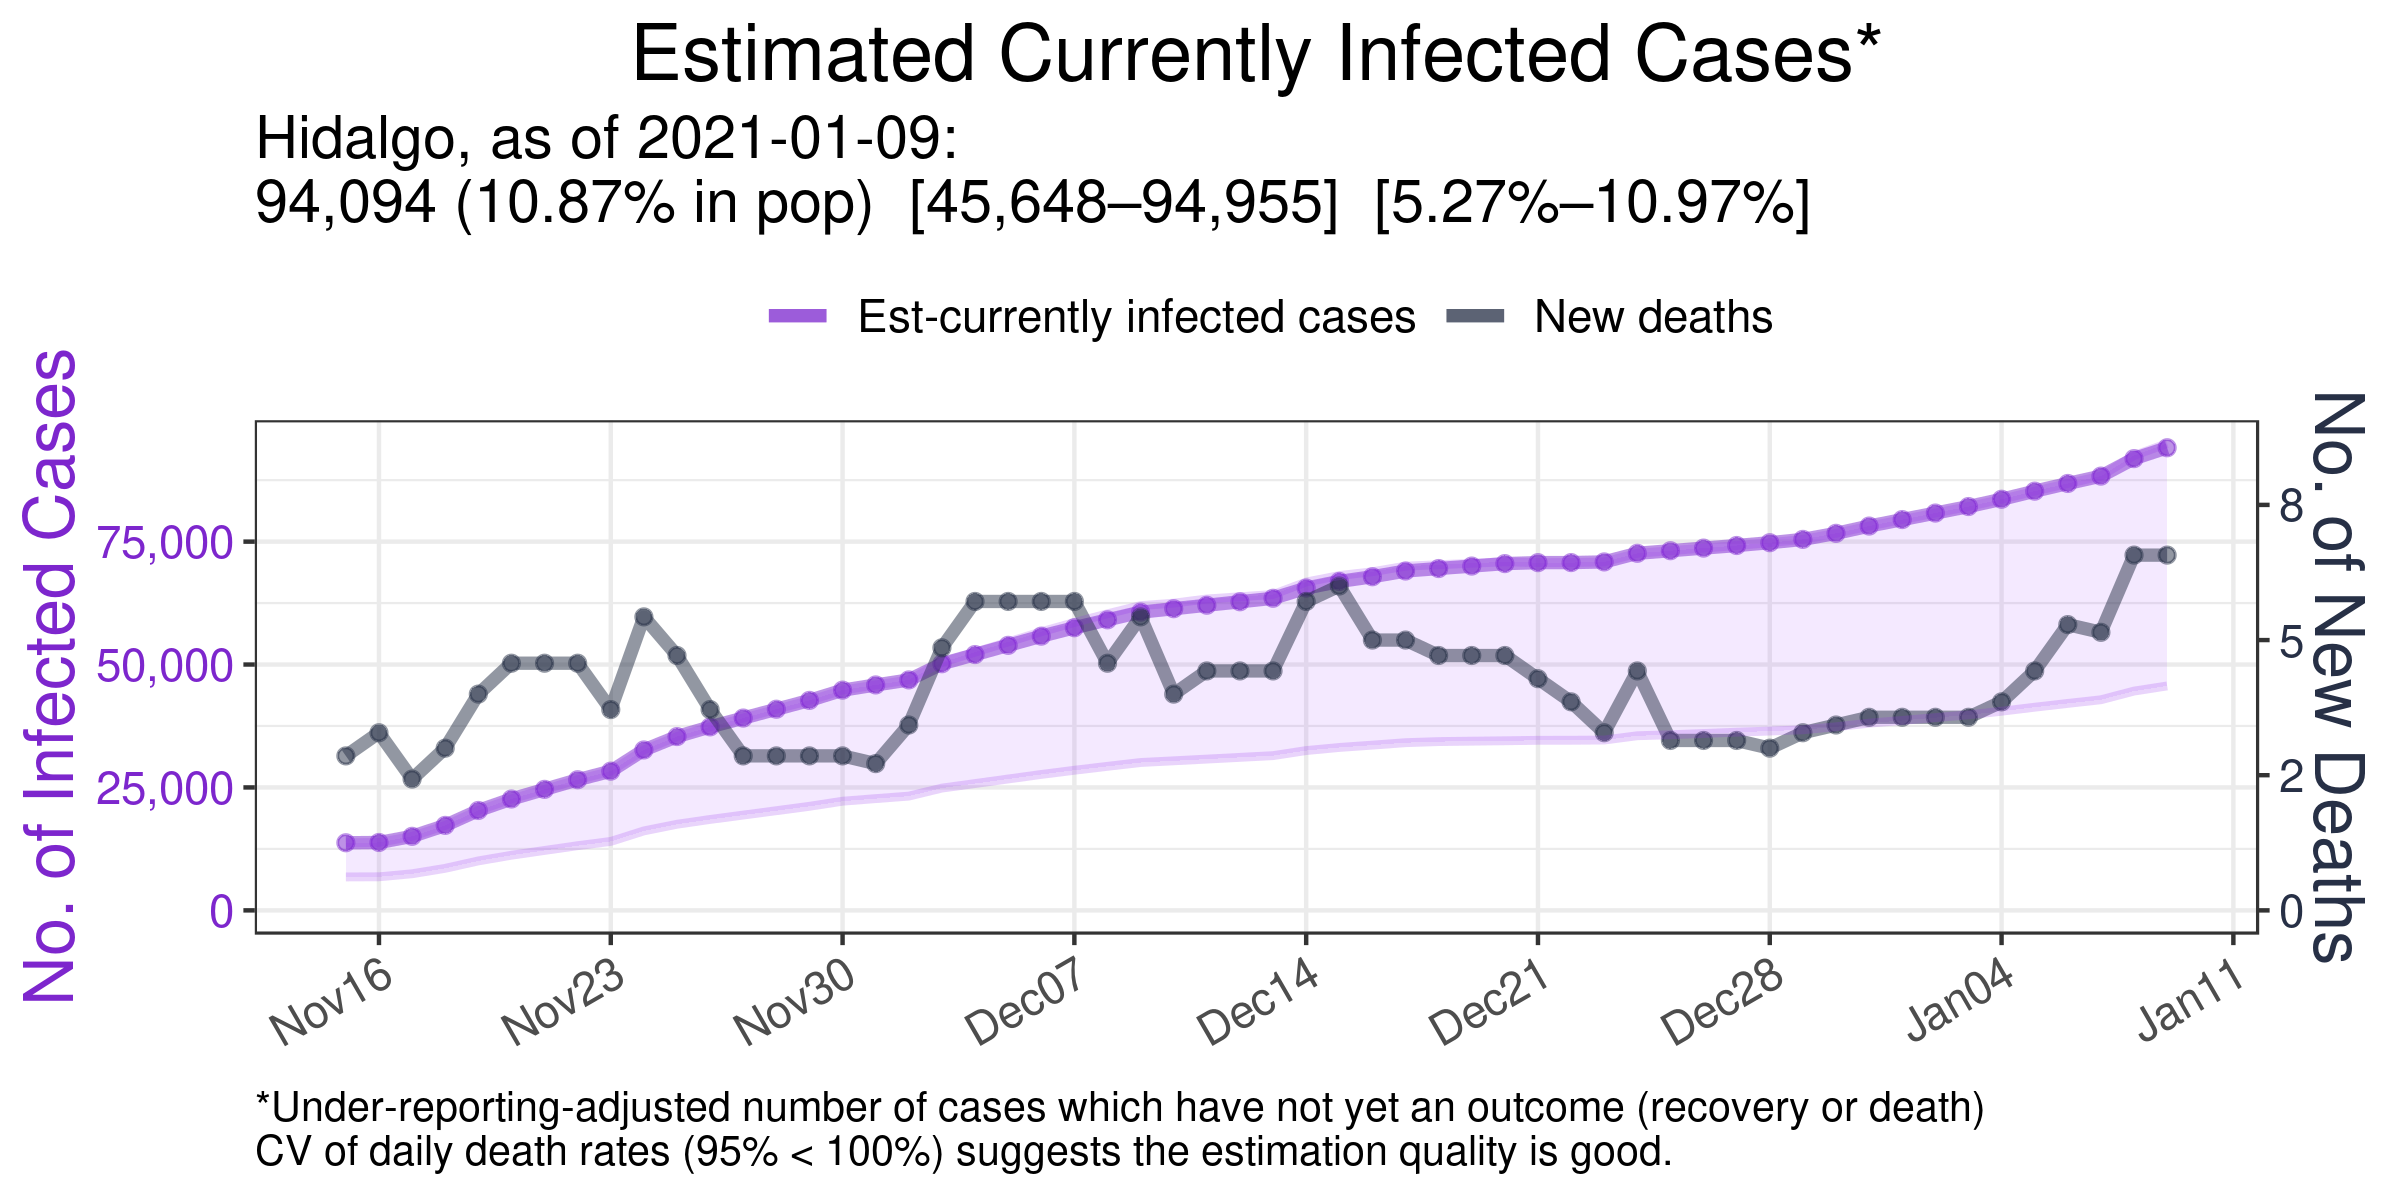 Estimated Currently Infected Cases*
Hidalgo, as of 2021-01-09:
94,094 (10.87% in pop) [45,648–94,955] [5.27%–10.97%]
Est-currently infected cases
New deaths
No. of Infected Cases
75,000
50,000
25,000
0
No. of New Deaths
8
5
2
0
Nov16
Nov23
Nov30
Dec07
Dec14
Dec21
Dec28
Jan04
Jan11
*Under-reporting-adjusted number of cases which have not yet an outcome (recovery or death)
CV of daily death rates (95% < 100%) suggests the estimation quality is good.